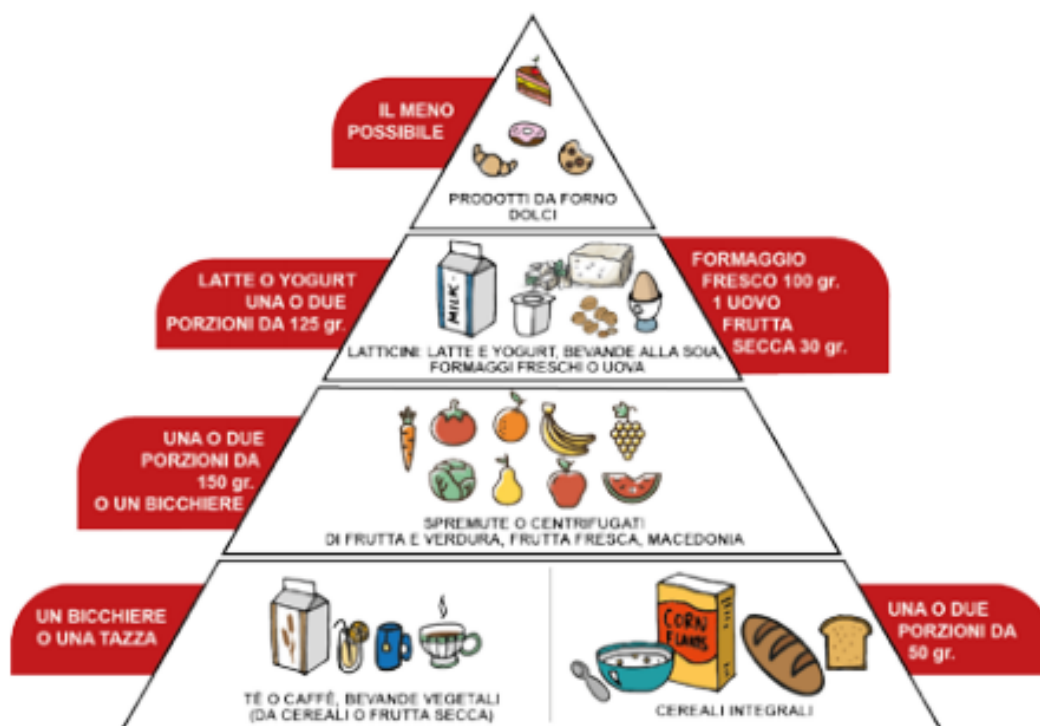 IL MENO
POSSIBILE
PRODOTTI DA FORNO
DOLCI
LATTE O YOGURT
UNA O DUE
PORZIONI DA 125 gr.
FORMAGGIO
FRESCO 100 gr.
1 UOVO
FRUTTA
SECCA 30 gr.
MILK
LATTICINI: LATTE E YOGURT, BEVANDE ALLA SOIA,
FORMAGGI FRESCHI O UOVA
UNA O DUE
PORZIONI DA
150 gr.
O UN BICCHIERE
SPREMUTE O CENTRIFUGATI
DI FRUTTA E VERDURA, FRUTTA FRESCA, MACEDONIA
UN BICCHIERE
O UNA TAZZA
CORN
FLAKES
UNA O DUE
PORZIONI DA
50 gr.
TÉ O CAFFÉ, BEVANDE VEGETALI
(DA CEREALI O FRUTTA SECCA)
CEREALI INTEGRALI